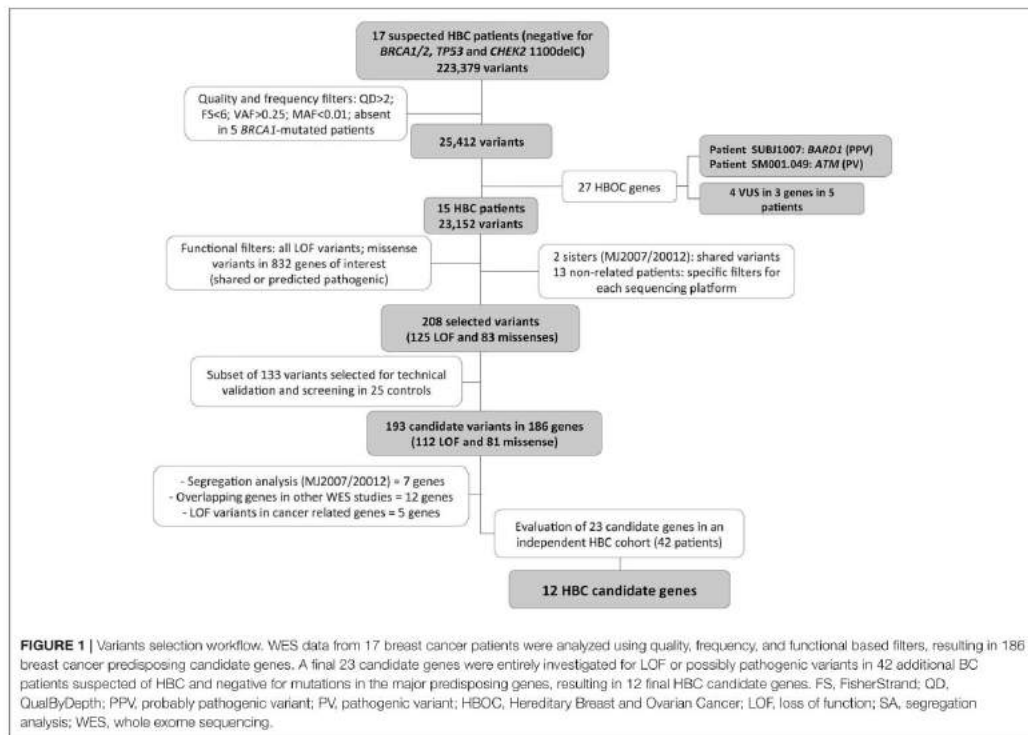 17 suspected HBC patients (negative for
BRCA1/2, TP53 and CHEK2 1100delC)
223,379 variants
Quality and frequency filters: QD>2;
FS<6; VAF>0.25; MAF<0.01; absent
in 5 BRCA1-mutated patients
25,412 variants
27 HBOC genes
Patient SUBJ1007: BARD1 (PPV)
Patient SM001.049: ATM (PV)
4 VUS in 3 genes in 5
patients
15 HBC patients
23,152 variants
Functional filters: all LOF variants; missense
variants in 832 genes of interest
(shared or predicted pathogenic)
2 sisters (MJ2007/20012): shared variants
13 non-related patients: specific filters for
each sequencing platform
208 selected variants
(125 LOF and 83 missenses)
Subset of 133 variants selected for technical
validation and screening in 25 controls
193 candidate variants in 186 genes
(112 LOF and 81 missense)
- Segregation analysis (MJ2007/20012) = 7 genes
- Overlapping genes in other WES studies = 12 genes
- LOF variants in cancer related genes = 5 genes
Evaluation of 23 candidate genes in an
independent HBC cohort (42 patients)
12 HBC candidate genes
FIGURE 1 | Variants selection workflow. WES data from 17 breast cancer patients were analyzed using quality, frequency, and functional based filters, resulting in 186
breast cancer predisposing candidate genes. A final 23 candidate genes were entirely investigated for LOF or possibly pathogenic variants in 42 additional BC
patients suspected of HBC and negative for mutations in the major predisposing genes, resulting in 12 final HBC candidate genes. FS, FisherStrand; QD,
QualByDepth; PPV, probably pathogenic variant; PV, pathogenic variant; HBOC, Hereditary Breast and Ovarian Cancer; LOF, loss of function; SA, segregation
analysis; WES, whole exome sequencing.